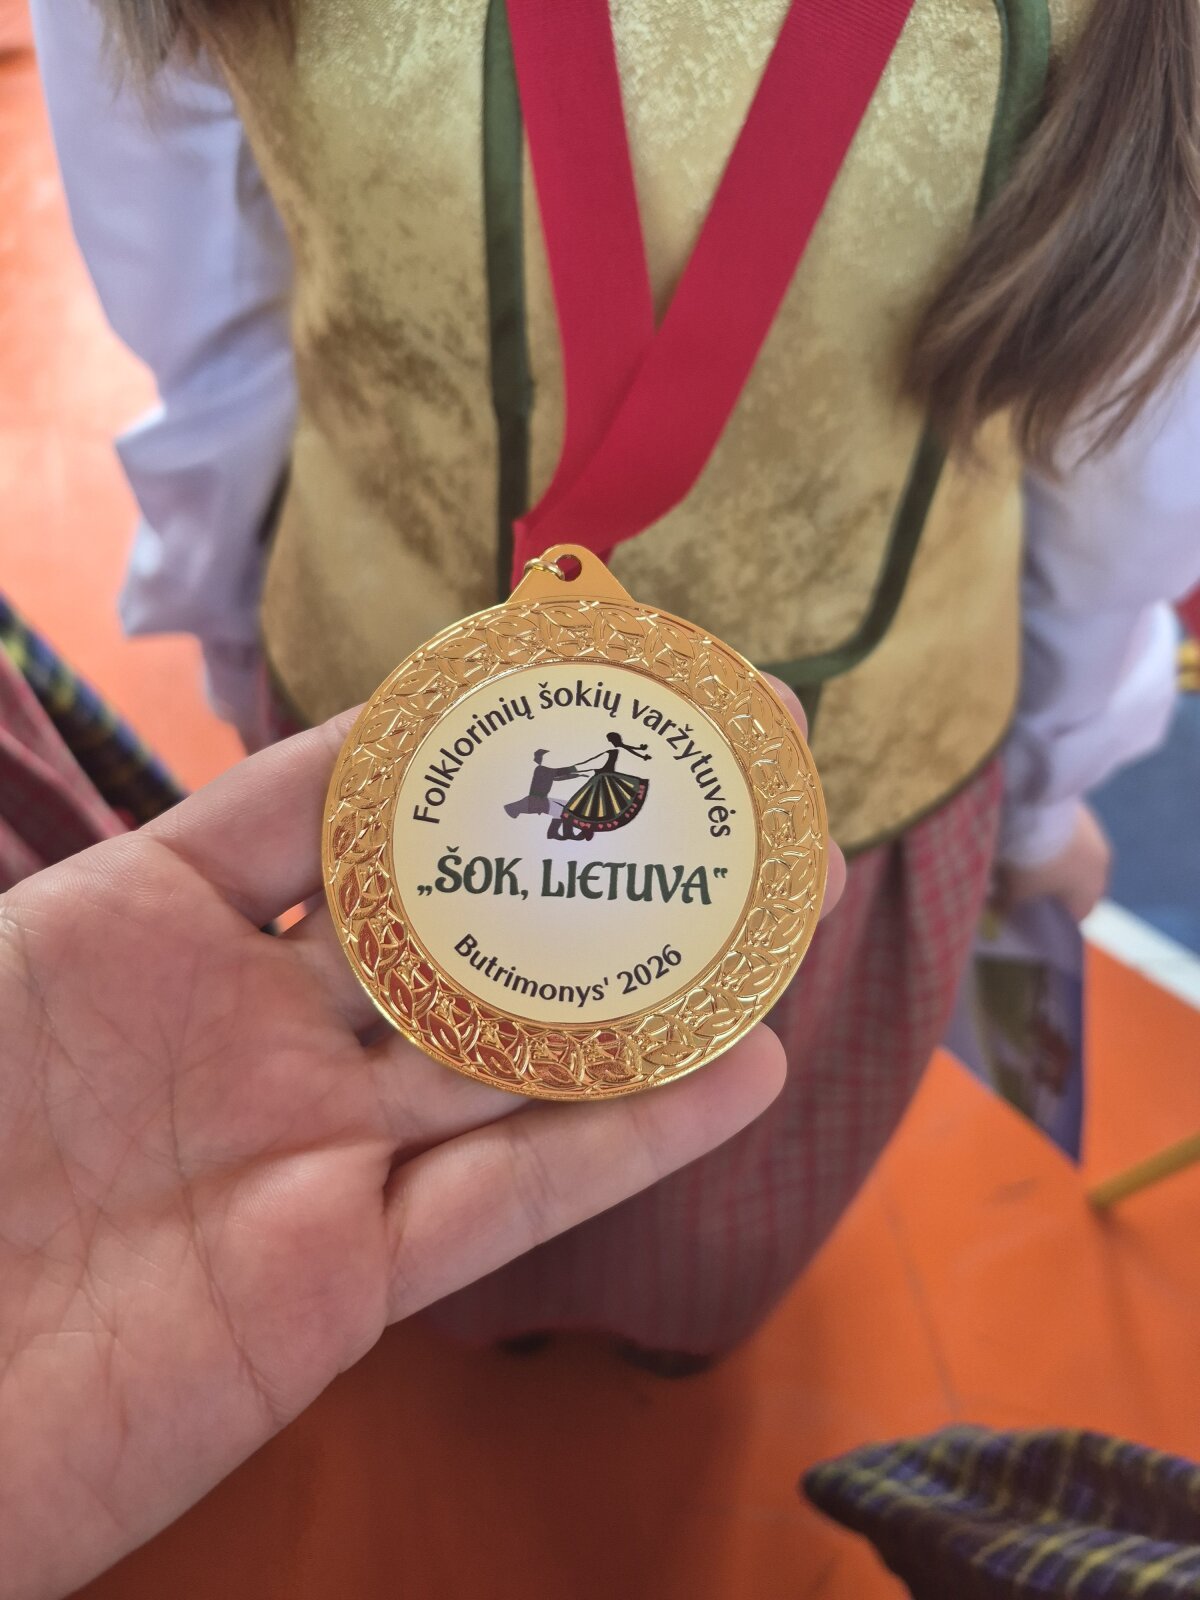 Folklorinių šokių varžytuvės
„ŠOK, LIETUVA“
Butrimonys' 2026